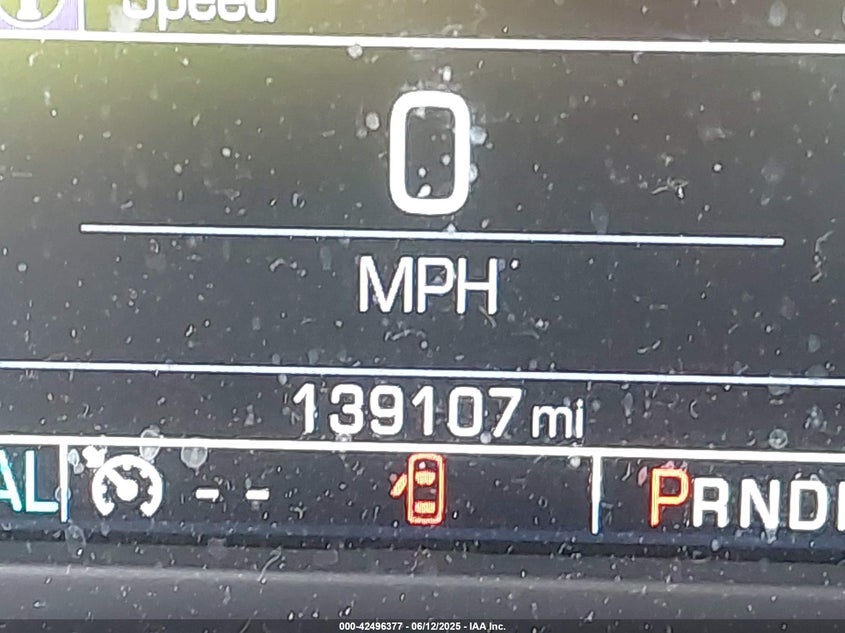 Speed
0
MPH
139107 mi
AL -- PRND
000-42496377 - 06/12/2025 - IAA Inc.